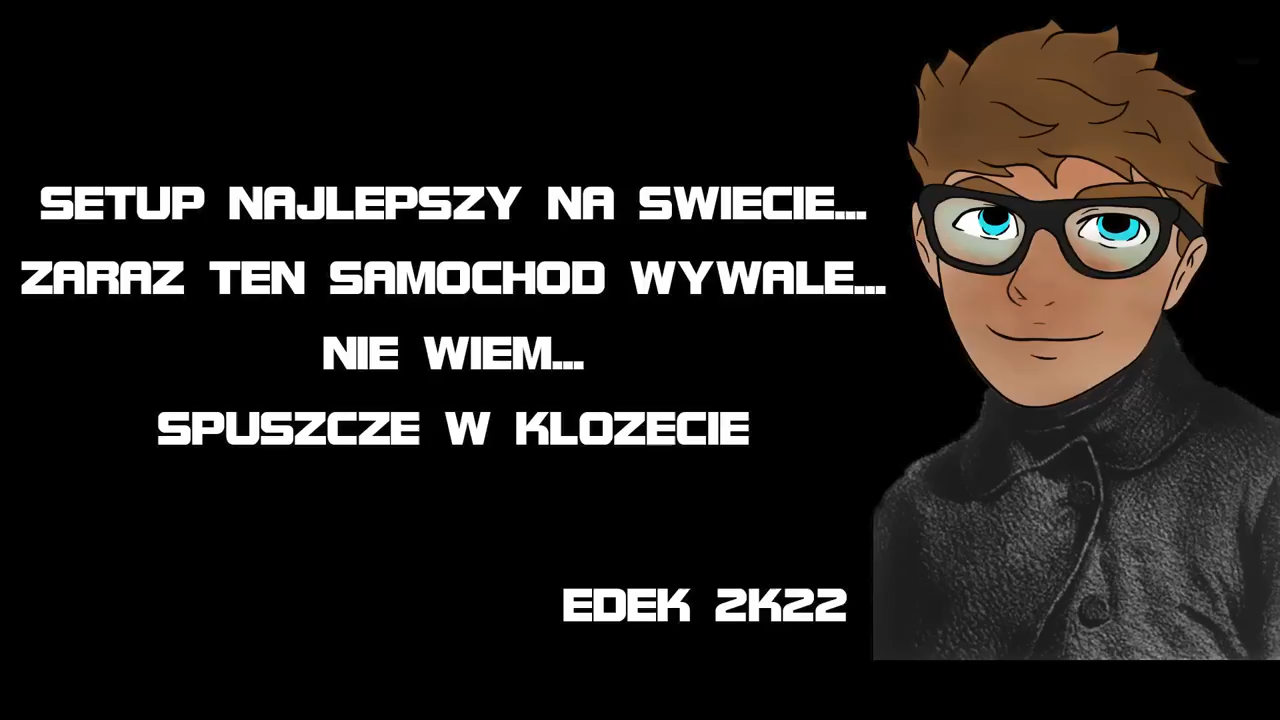 SETUP NAJLEPSZY NA SWIECIE...
ZARAZ TEN SAMOCHOD WYWALE...
NIE WIEM...
SPUSZCZE W KLOZECIE
EDEK 2K22